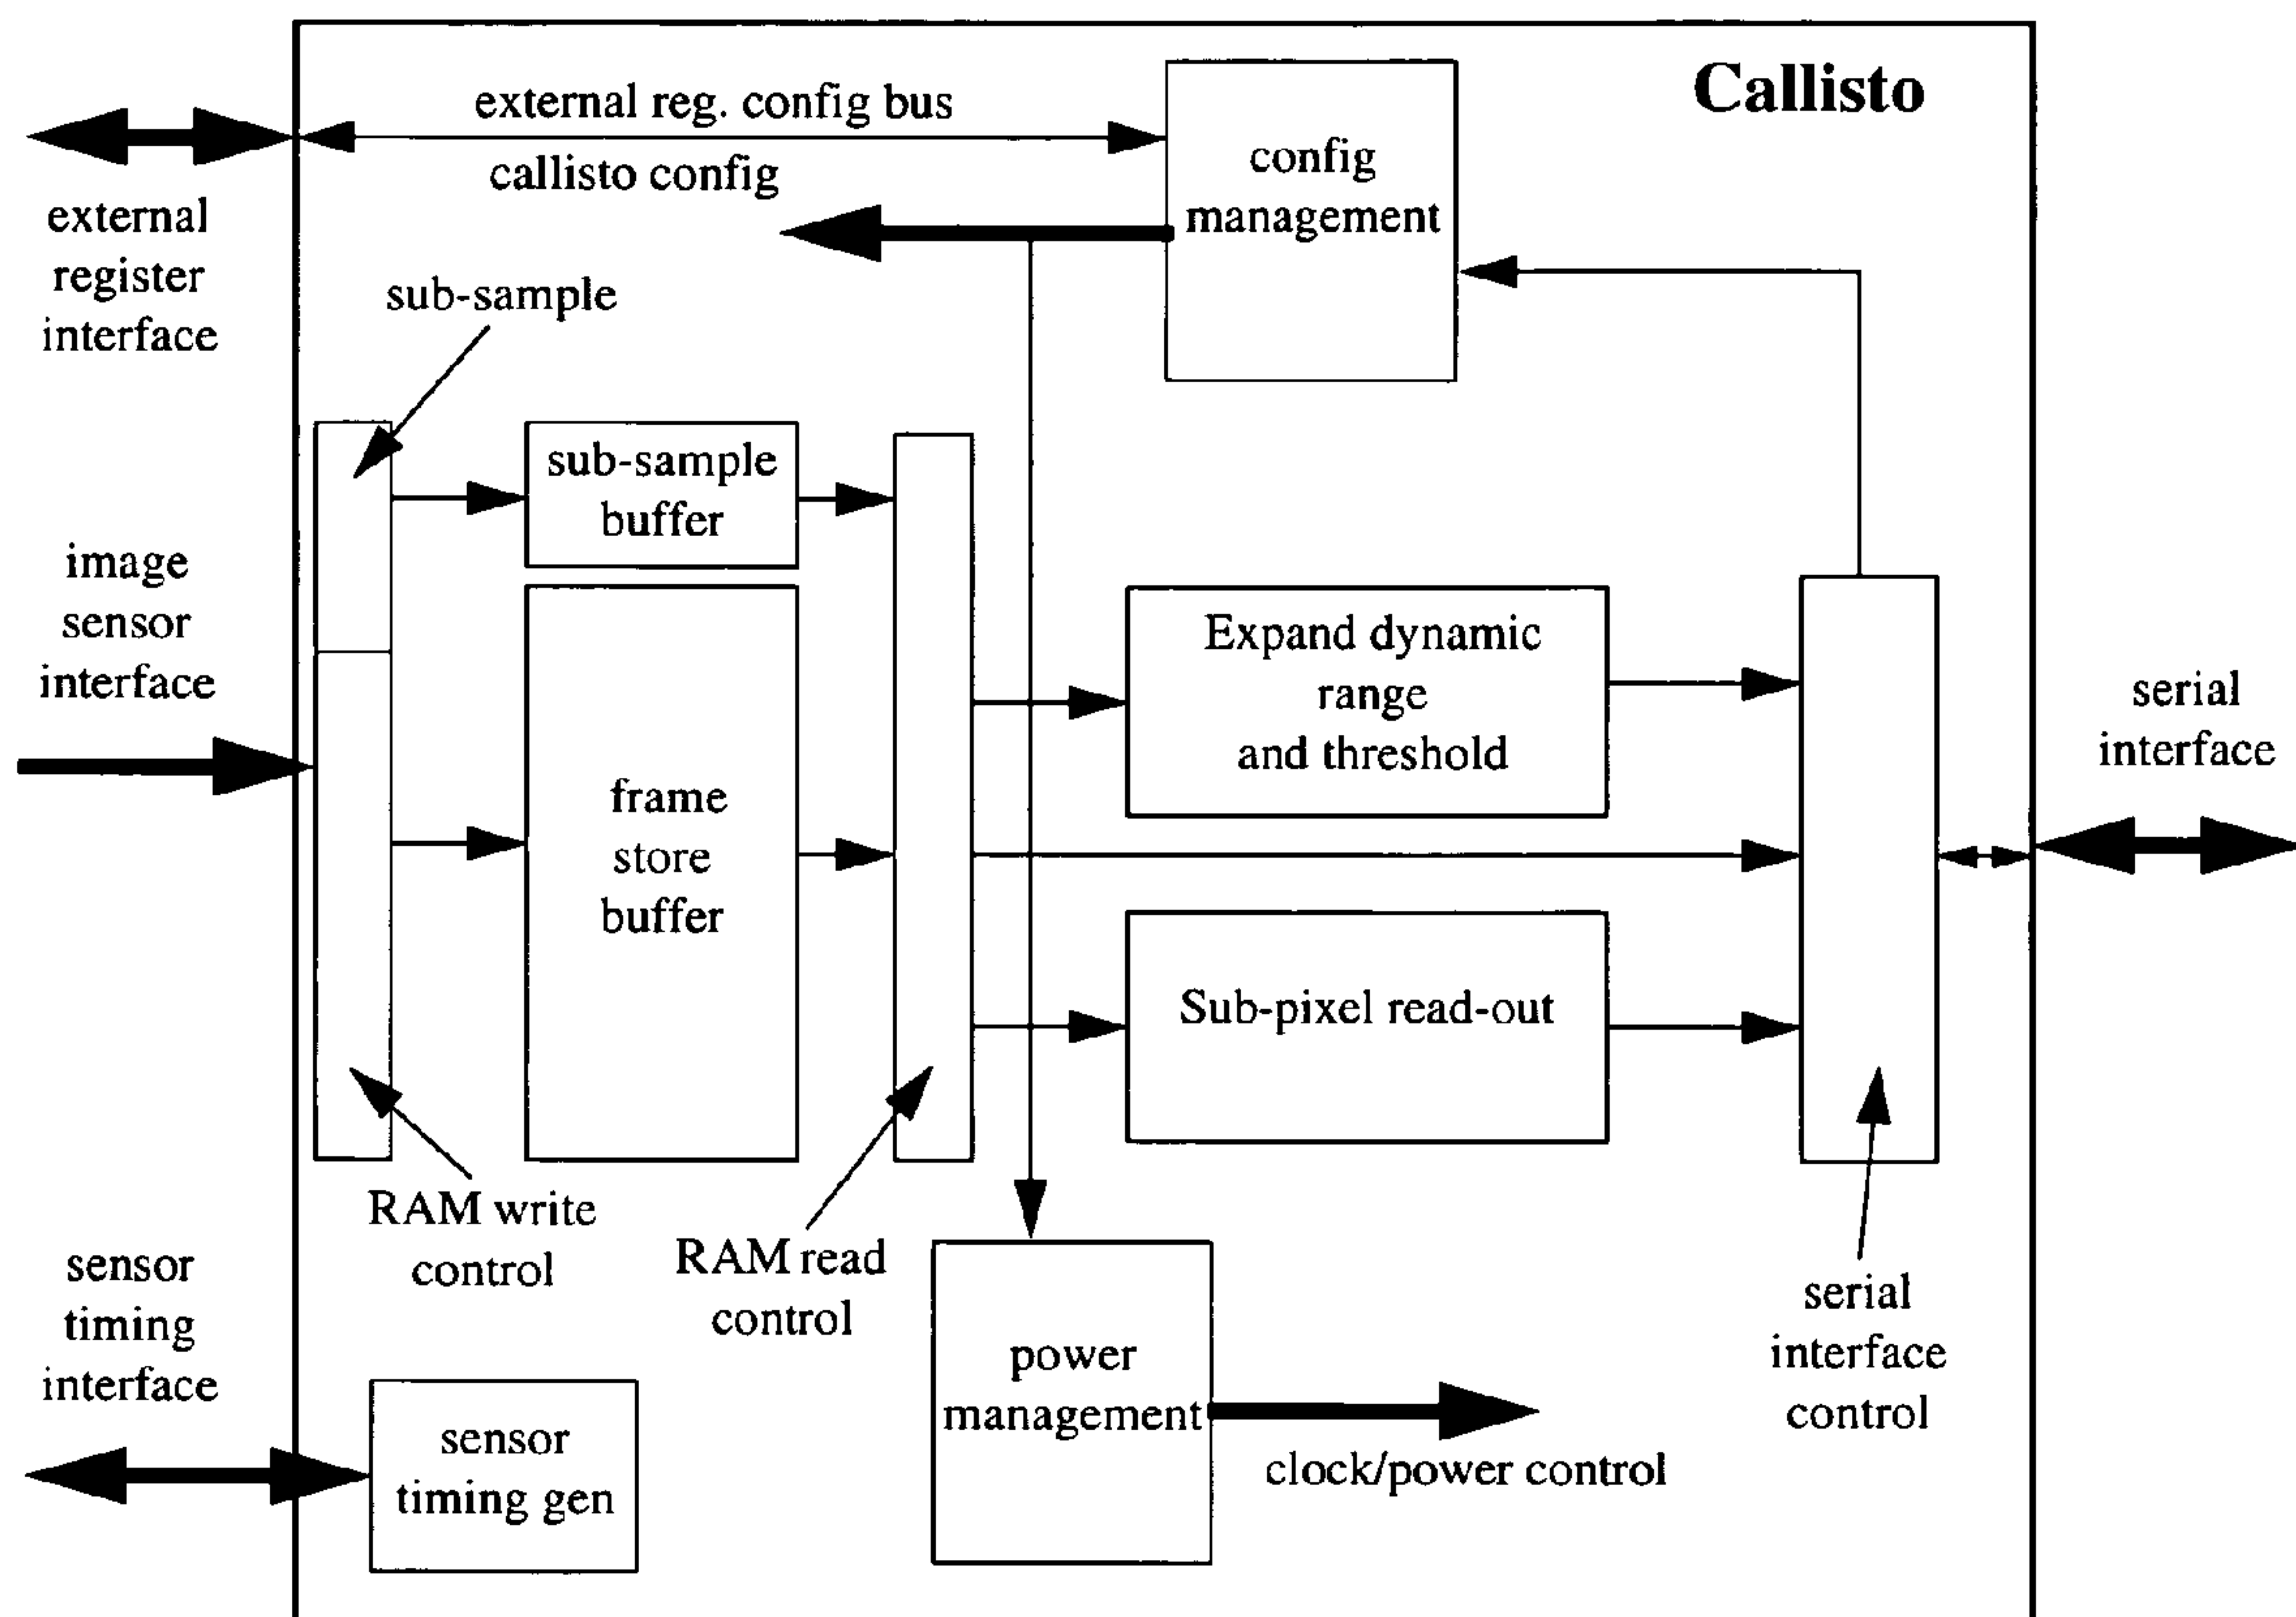 Callisto
external reg. config bus
callisto config
config
management
external
register
interface
sub-sample
sub-sample
buffer
image
sensor
interface
frame
store
buffer
Expand dynamic
range
and threshold
serial
interface
Sub-pixel read-out
RAM write
control
RAM read
control
sensor
timing
interface
sensor
timing gen
power
management
clock/power control
serial
interface
control